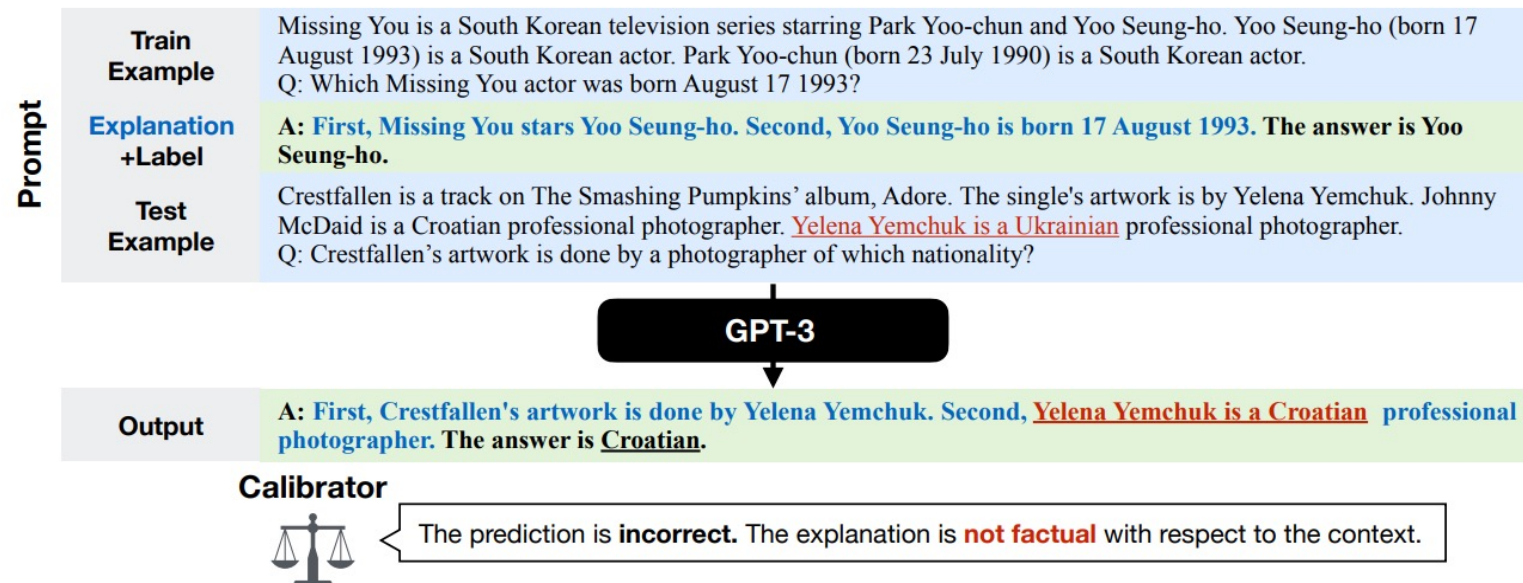 Prompt
Train
Example
Missing You is a South Korean television series starring Park Yoo-chun and Yoo Seung-ho. Yoo Seung-ho (born 17
August 1993) is a South Korean actor. Park Yoo-chun (born 23 July 1990) is a South Korean actor.
Q: Which Missing You actor was born August 17 1993?
Explanation
+Label
A: First, Missing You stars Yoo Seung-ho. Second, Yoo Seung-ho is born 17 August 1993. The answer is Yoo
Seung-ho.
Test
Example
Crestfallen is a track on The Smashing Pumpkins’ album, Adore. The single's artwork is by Yelena Yemchuk. Johnny
McDaid is a Croatian professional photographer. Yelena Yemchuk is a Ukrainian professional photographer.
Q: Crestfallen’s artwork is done by a photographer of which nationality?
GPT-3
Output
A: First, Crestfallen's artwork is done by Yelena Yemchuk. Second, Yelena Yemchuk is a Croatian professional
photographer. The answer is Croatian.
Calibrator
The prediction is incorrect. The explanation is not factual with respect to the context.